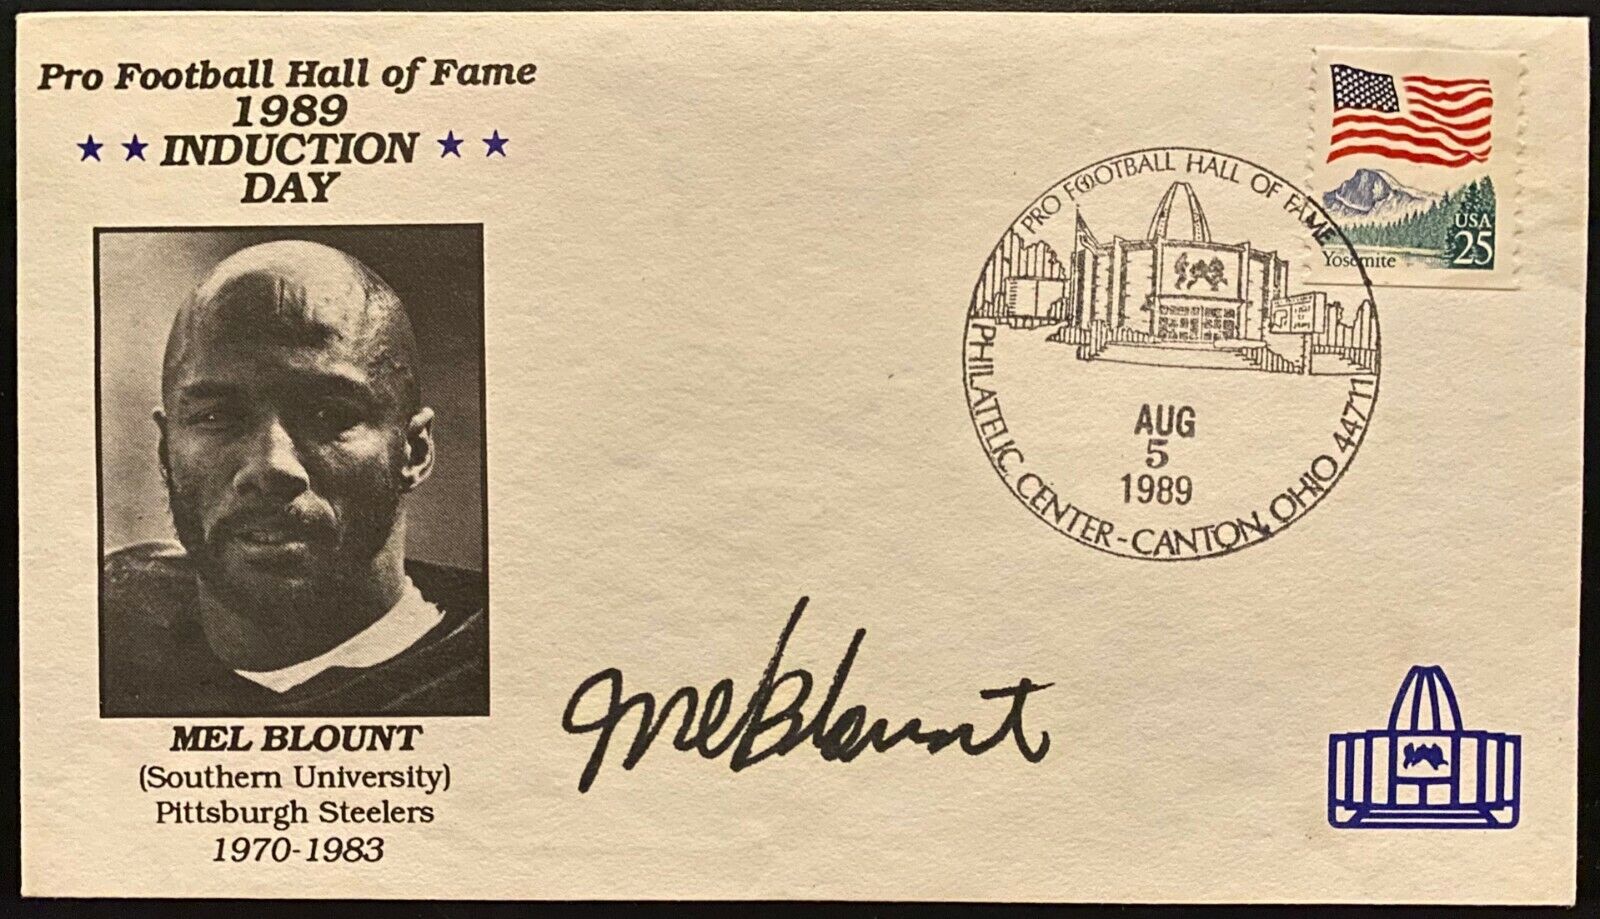 Pro Football Hall of Fame
1989
★ ★ INDUCTION ★ ★
DAY
MEL BLOUNT
(Southern University)
Pittsburgh Steelers
1970-1983
Mel Blount
PRO FOOTBALL HALL OF FAME
AUG
5
1989
PHILATELIC CENTER - CANTON, OHIO 44711
USA
25
Yosemite